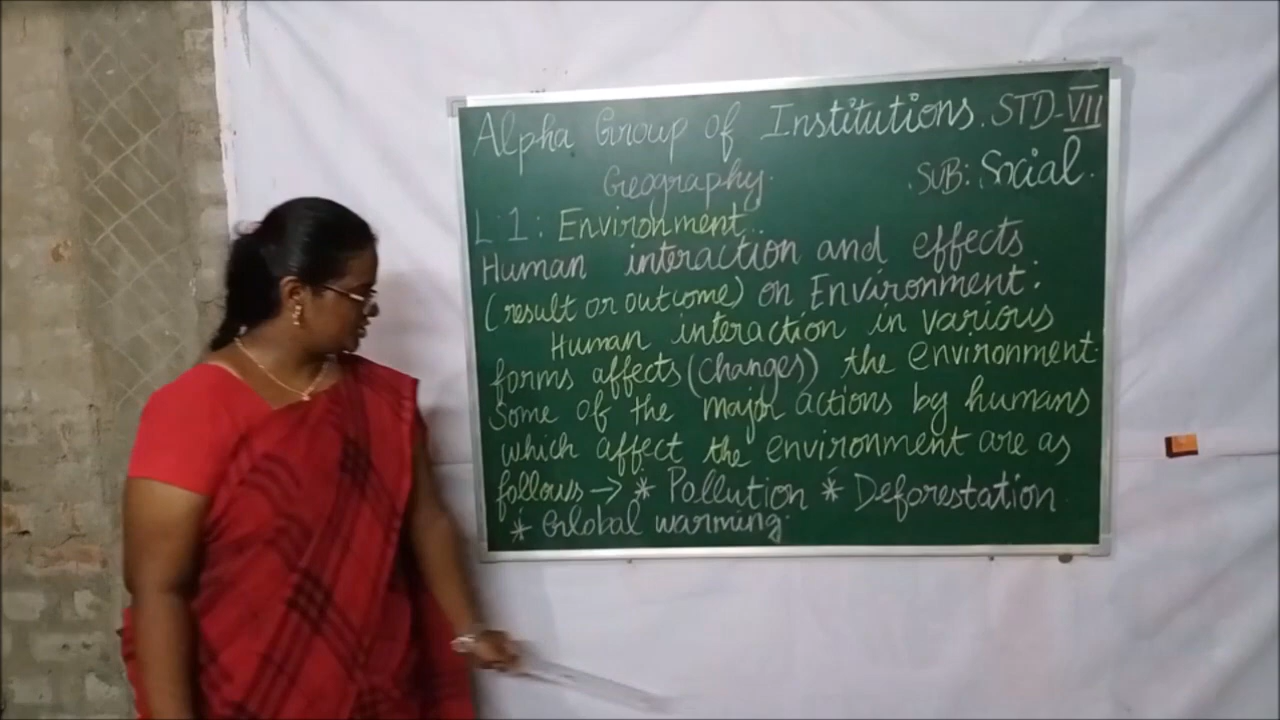 Alpha Group of Institutions. STD-VII
Geography. SUB: Social.
L 1: Environment..
Human interaction and effects
(result or outcome) on Environment:
Human interaction in various
forms affects (changes) the environment.
Some of the major actions by humans
which affect the environment are as
follows → * Pollution * Deforestation
* Global warming.